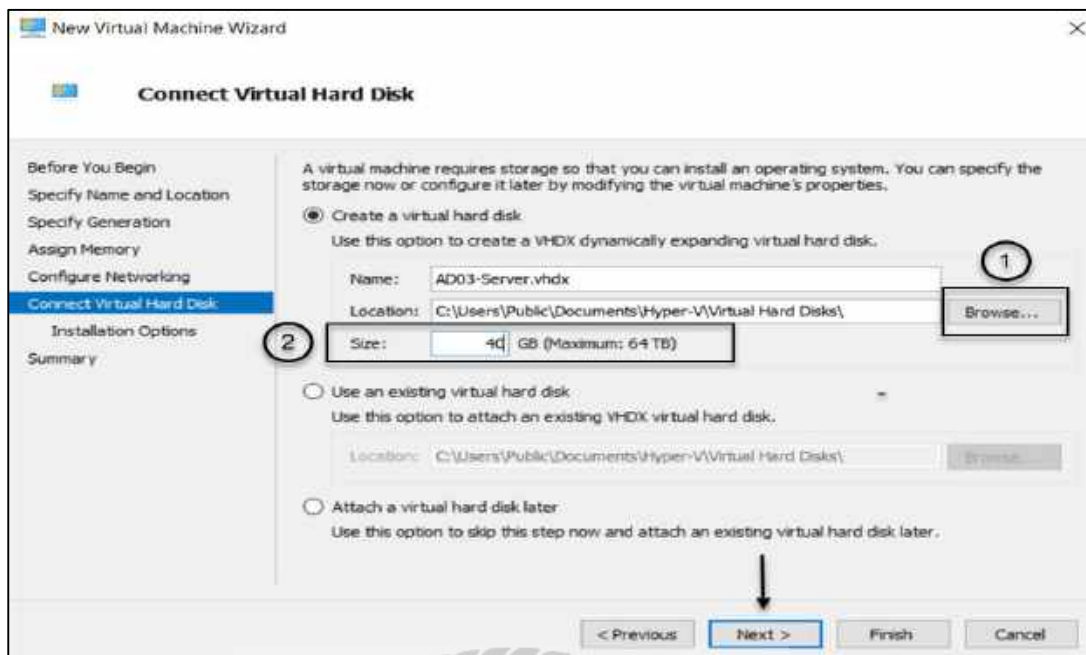 New Virtual Machine Wizard
Connect Virtual Hard Disk
Before You Begin
Specify Name and Location
Specify Generation
Assign Memory
Configure Networking
Connect Virtual Hard Disk
Installation Options
Summary
A virtual machine requires storage so that you can install an operating system. You can specify the
storage now or configure it later by modifying the virtual machine's properties.
Create a virtual hard disk
Use this option to create a VHDX dynamically expanding virtual hard disk.
1
Name: AD03-Server.vhdx
Location: C:\Users\Public\Documents\Hyper-V\Virtual Hard Disks\ Browse...
2
Size: 40 GB (Maximum: 64 TB)
Use an existing virtual hard disk
Use this option to attach an existing VHDX virtual hard disk.
Location: C:\Users\Public\Documents\Hyper-V\Virtual Hard Disks\ Browse...
Attach a virtual hard disk later
Use this option to skip this step now and attach an existing virtual hard disk later.
< Previous Next > Finish Cancel